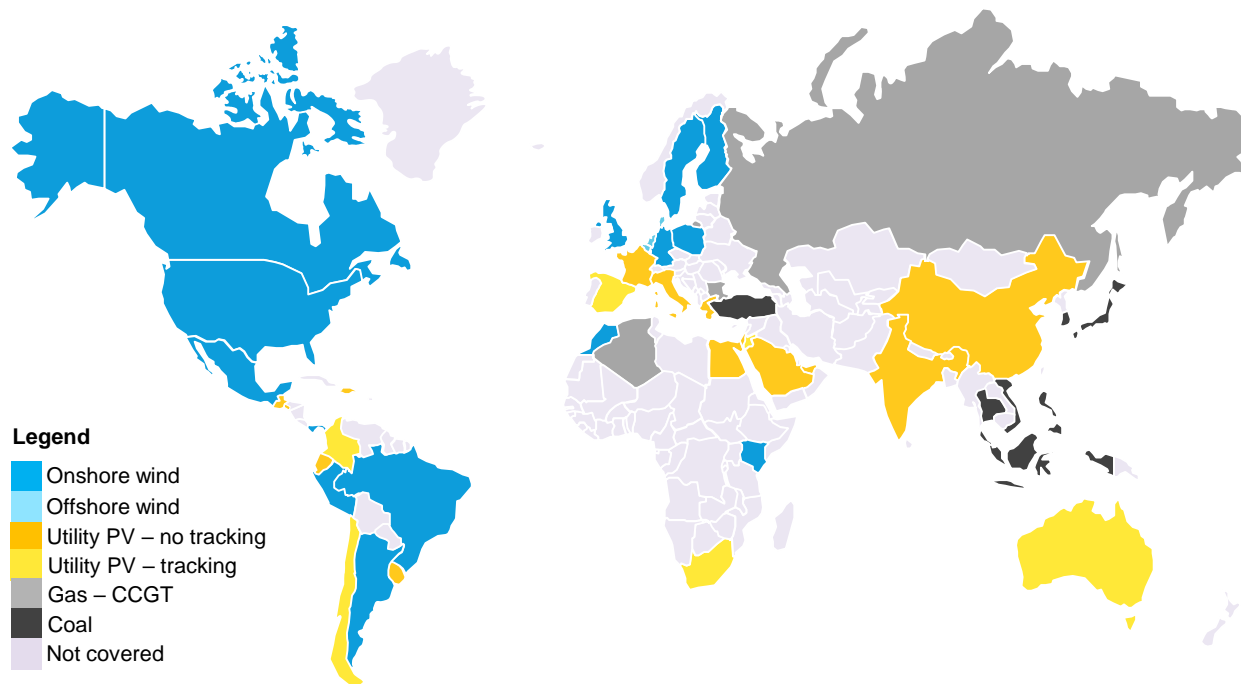 Legend
Onshore wind
Offshore wind
Utility PV – no tracking
Utility PV – tracking
Gas – CCGT
Coal
Not covered